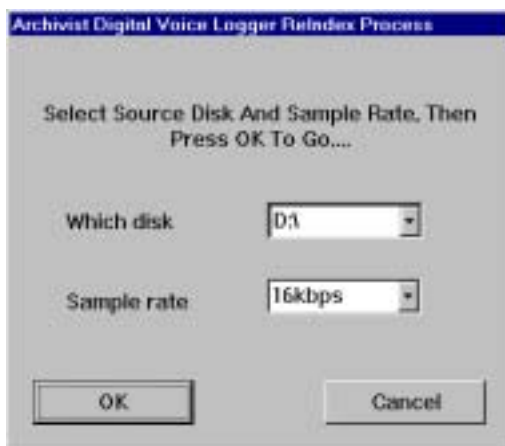 Archivist Digital Voice Logger ReIndex Process
Select Source Disk And Sample Rate, Then
Press OK To Go....
Which disk
D:\
Sample rate
16kbps
OK
Cancel